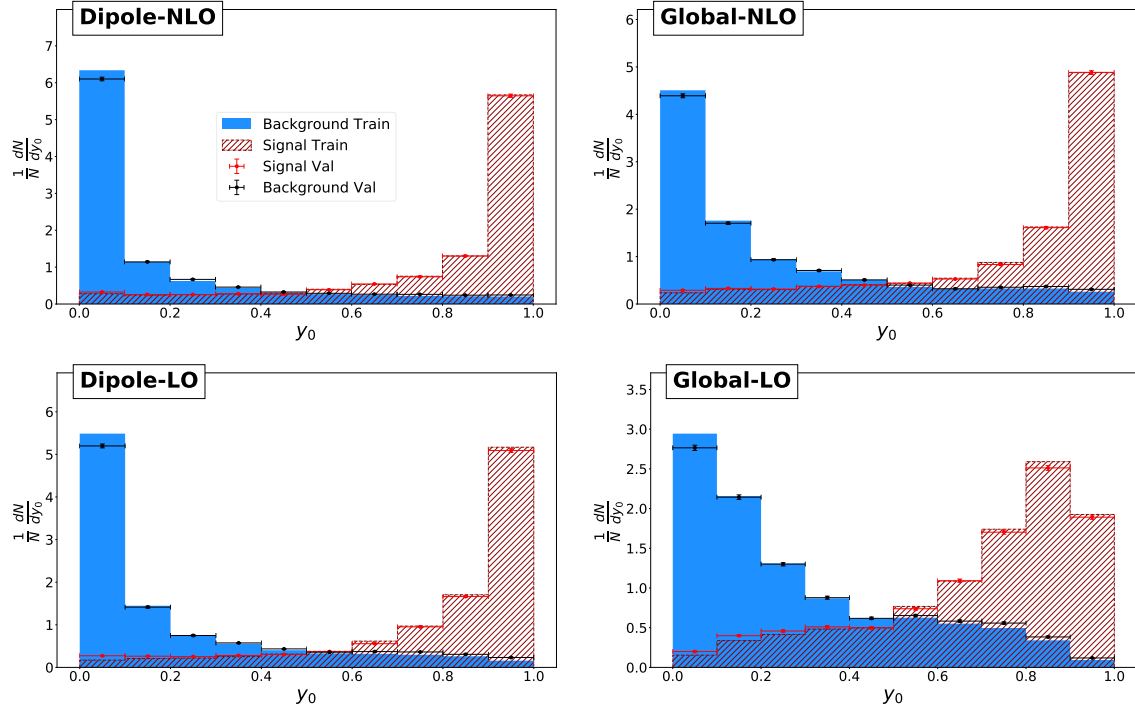 Dipole-NLO
7
6
5
4
3
2
1
0
1/N dN/dy₀
Background Train
Signal Train
Signal Val
Background Val
0.0 0.2 0.4 0.6 0.8 1.0
y₀
Global-NLO
6
5
4
3
2
1
0
1/N dN/dy₀
0.0 0.2 0.4 0.6 0.8 1.0
y₀
Dipole-LO
6
5
4
3
2
1
0
1/N dN/dy₀
0.0 0.2 0.4 0.6 0.8 1.0
y₀
Global-LO
3.5
3.0
2.5
2.0
1.5
1.0
0.5
0.0
1/N dN/dy₀
0.0 0.2 0.4 0.6 0.8 1.0
y₀